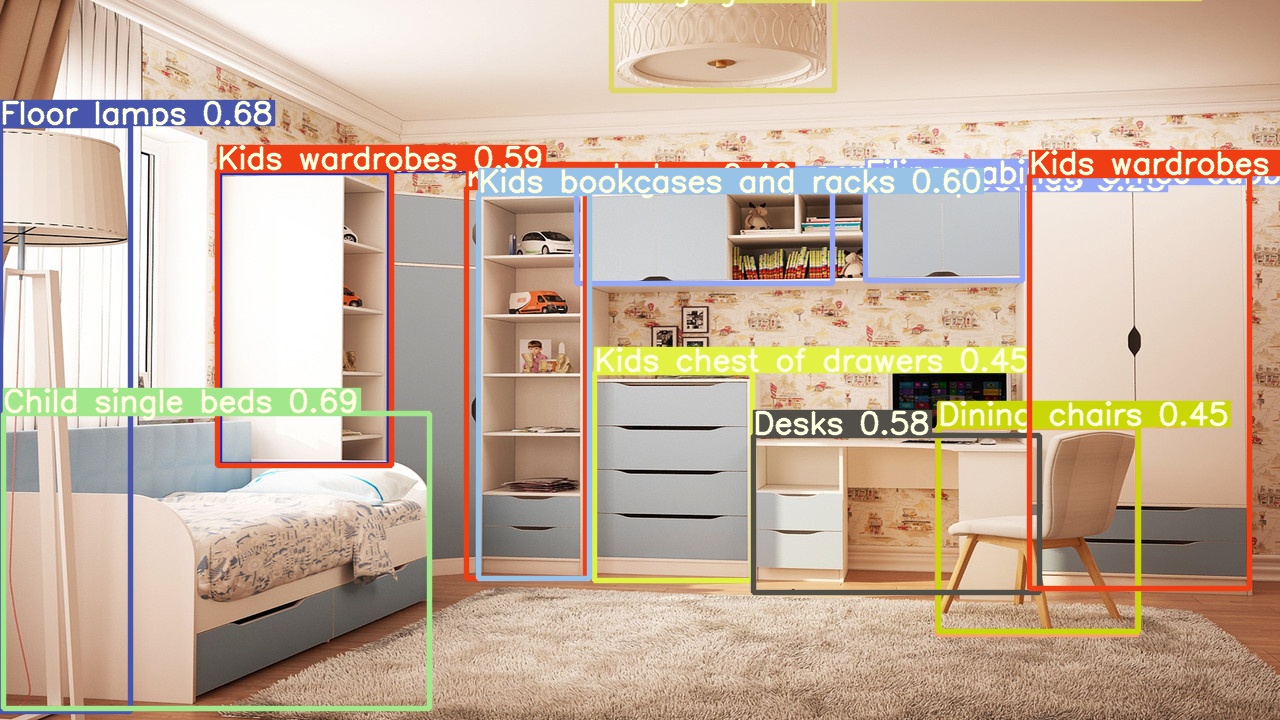 Floor lamps 0.68
Kids wardrobes 0.59
Kids bookcases and racks 0.60
Kids wardrobes
Kids chest of drawers 0.45
Child single beds 0.69
Desks 0.58
Dining chairs 0.45